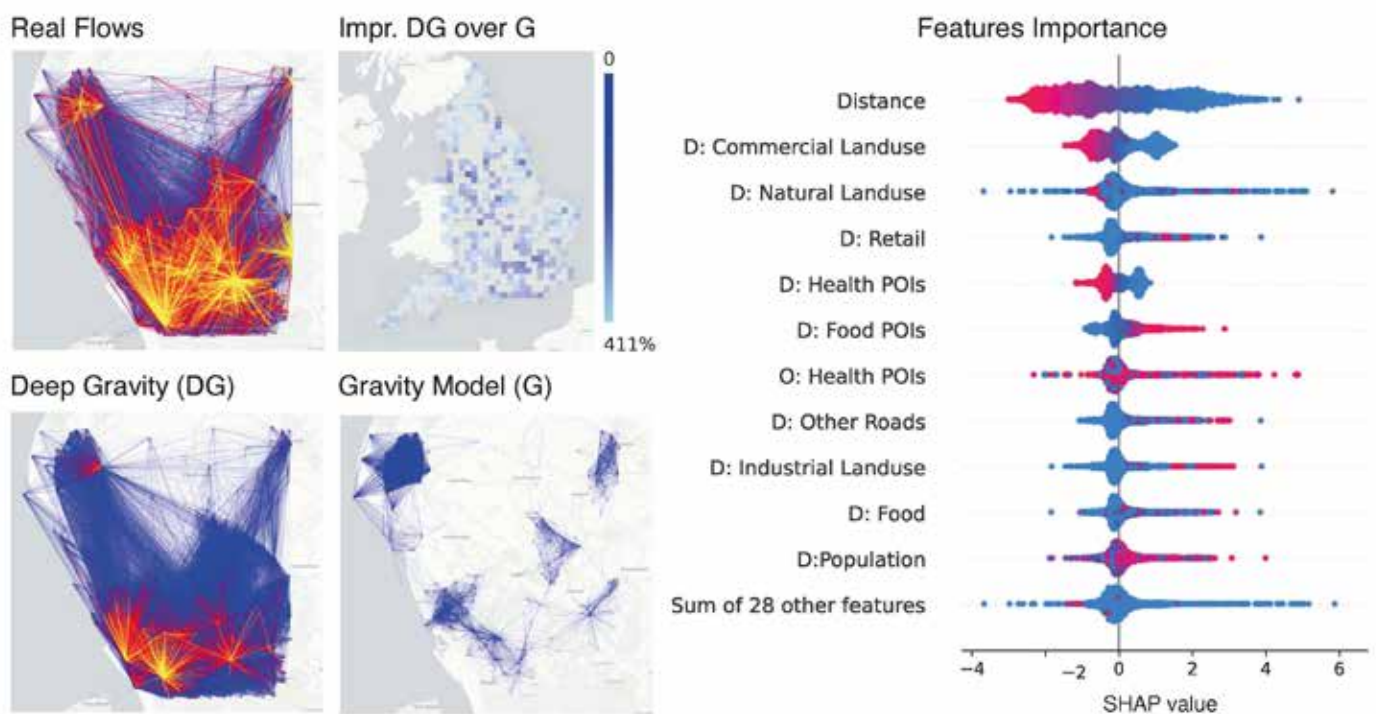 Real Flows
Impr. DG over G
0
411%
Deep Gravity (DG)
Gravity Model (G)
Features Importance
Distance
D: Commercial Landuse
D: Natural Landuse
D: Retail
D: Health POIs
D: Food POIs
O: Health POIs
D: Other Roads
D: Industrial Landuse
D: Food
D:Population
Sum of 28 other features
−4 −2 0 2 4 6
SHAP value